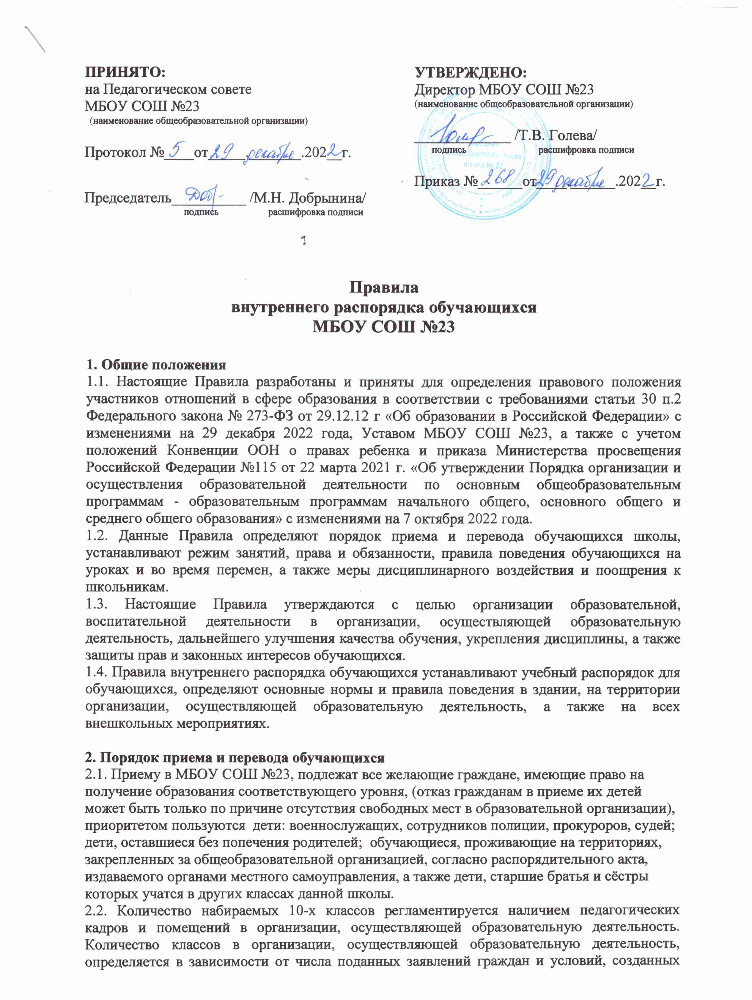 ПРИНЯТО:
на Педагогическом совете
МБОУ СОШ №23
(наименование общеобразовательной организации)
Протокол № 5 от 29 декабря.2022 г.
Председатель /М.Н. Добрынина/
подпись расшифровка подписи
УТВЕРЖДЕНО:
Директор МБОУ СОШ №23
(наименование общеобразовательной организации)
/Т.В. Голева/
подпись расшифровка подписи
школа № 23
Приказ № 268 от 29 декабря.2022 г.
Правила
внутреннего распорядка обучающихся
МБОУ СОШ №23
1. Общие положения
1.1. Настоящие Правила разработаны и приняты для определения правового положения
участников отношений в сфере образования в соответствии с требованиями статьи 30 п.2
Федерального закона № 273-ФЗ от 29.12.12 г «Об образовании в Российской Федерации» с
изменениями на 29 декабря 2022 года, Уставом МБОУ СОШ №23, а также с учетом
положений Конвенции ООН о правах ребенка и приказа Министерства просвещения
Российской Федерации №115 от 22 марта 2021 г. «Об утверждении Порядка организации и
осуществления образовательной деятельности по основным общеобразовательным
программам - образовательным программам начального общего, основного общего и
среднего общего образования» с изменениями на 7 октября 2022 года.
1.2. Данные Правила определяют порядок приема и перевода обучающихся школы,
устанавливают режим занятий, права и обязанности, правила поведения обучающихся на
уроках и во время перемен, а также меры дисциплинарного воздействия и поощрения к
школьникам.
1.3. Настоящие Правила утверждаются с целью организации образовательной,
воспитательной деятельности в организации, осуществляющей образовательную
деятельность, дальнейшего улучшения качества обучения, укрепления дисциплины, а также
защиты прав и законных интересов обучающихся.
1.4. Правила внутреннего распорядка обучающихся устанавливают учебный распорядок для
обучающихся, определяют основные нормы и правила поведения в здании, на территории
организации, осуществляющей образовательную деятельность, а также на всех
внешкольных мероприятиях.
2. Порядок приема и перевода обучающихся
2.1. Приему в МБОУ СОШ №23, подлежат все желающие граждане, имеющие право на
получение образования соответствующего уровня, (отказ гражданам в приеме их детей
может быть только по причине отсутствия свободных мест в образовательной организации),
приоритетом пользуются дети: военнослужащих, сотрудников полиции, прокуроров, судей;
дети, оставшиеся без попечения родителей; обучающиеся, проживающие на территориях,
закрепленных за общеобразовательной организацией, согласно распорядительного акта,
издаваемого органами местного самоуправления, а также дети, старшие братья и сёстры
которых учатся в других классах данной школы.
2.2. Количество набираемых 10-х классов регламентируется наличием педагогических
кадров и помещений в организации, осуществляющей образовательную деятельность.
Количество классов в организации, осуществляющей образовательную деятельность,
определяется в зависимости от числа поданных заявлений граждан и условий, созданных